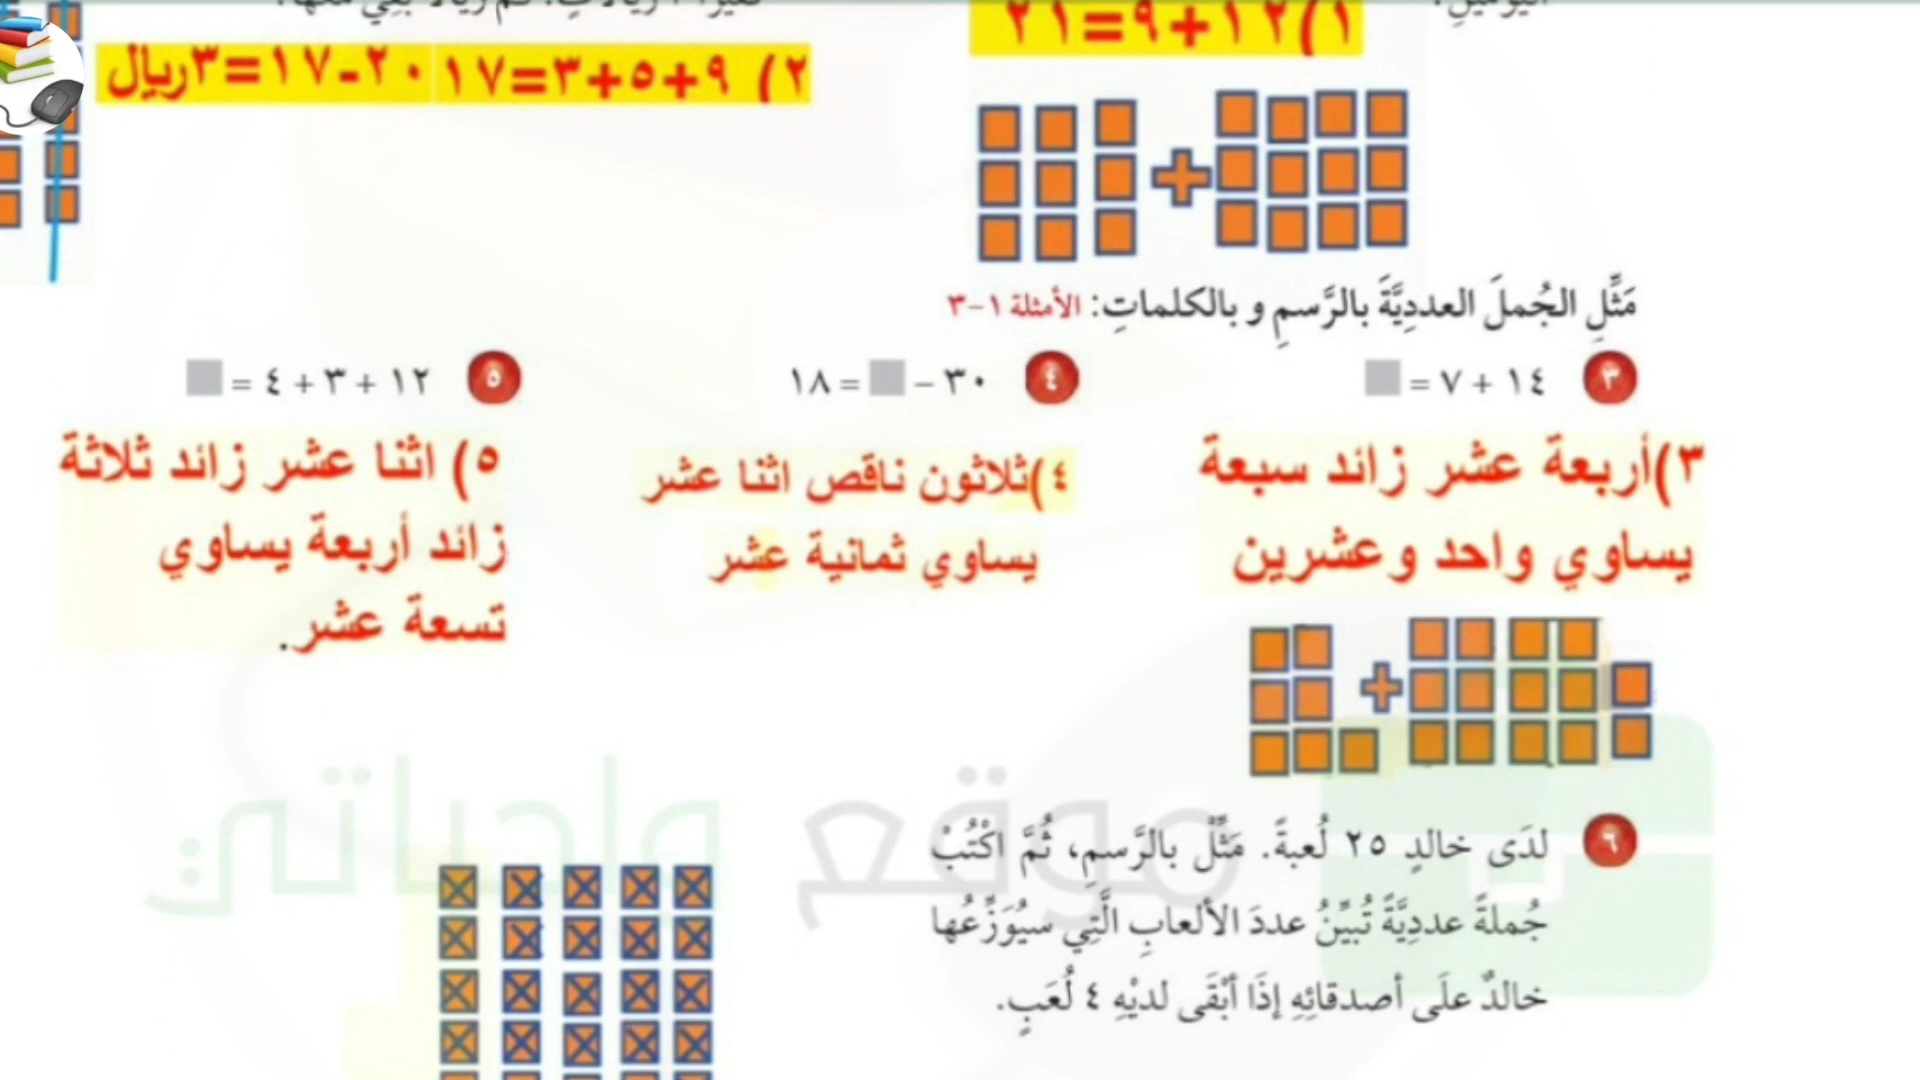 ١)١٢+٩=٢١
٢) ٩+٥+٣=١٧ ٢٠-١٧=٣ريال
مَثِّلِ الجُملَ العدديَّةَ بالرَّسمِ و بالكلماتِ: الأمثلة ١–٣
٣ ١٤ + ٧ = ٤ ٣٠ – = ١٨ ٥ ١٢ + ٣ + ٤ =
٣)أربعة عشر زائد سبعة
يساوي واحد وعشرين
٤)ثلاثون ناقص اثنا عشر
يساوي ثمانية عشر
٥) اثنا عشر زائد ثلاثة
زائد أربعة يساوي
تسعة عشر.
٦ لدَى خالدٍ ٢٥ لُعبةً. مَثِّلْ بالرَّسمِ، ثُمَّ اكْتُبْ
جُملةً عدديَّةً تُبيِّنُ عددَ الألعابِ الَّتِي سيُوَزِّعُها
خالدٌ علَى أصدقائِهِ إذَا أبْقَى لديْهِ ٤ لُعَبٍ.
موقع واجباتي